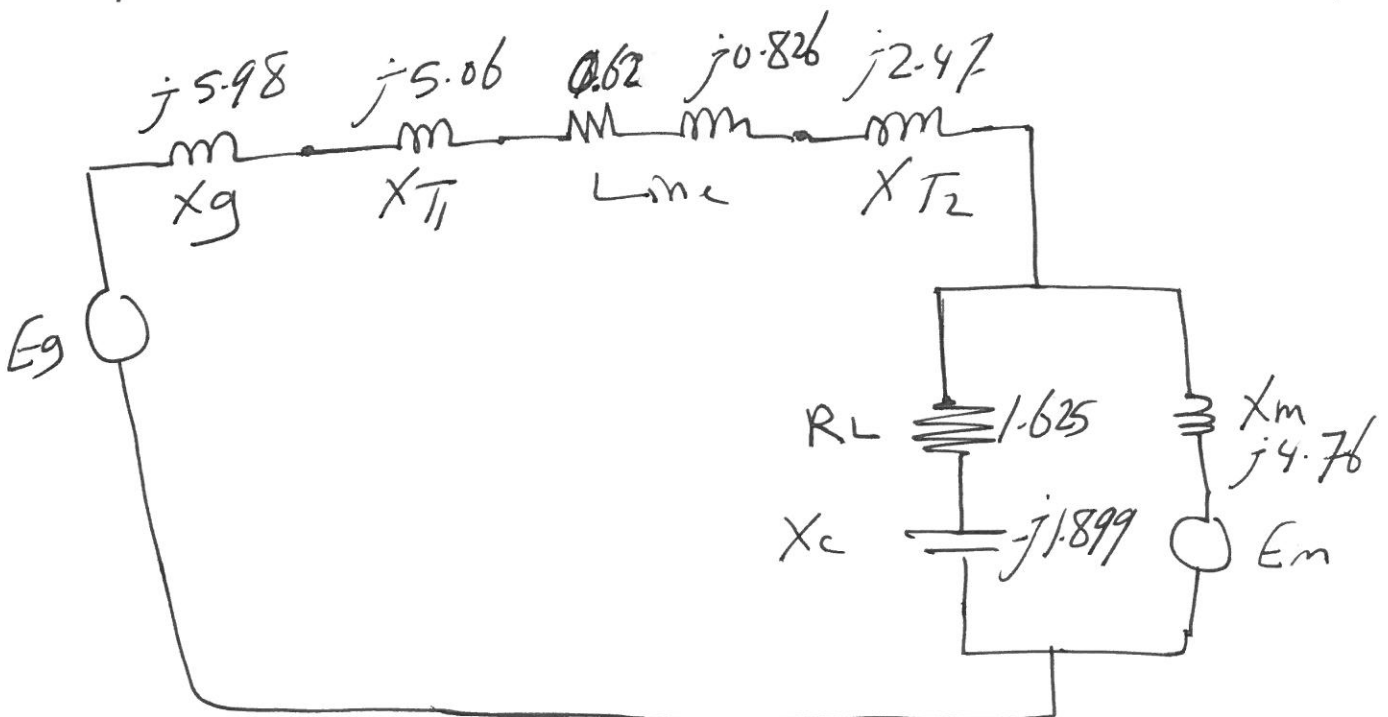 j5.98 j5.06 0.62 j0.826 j2.47
Xg XT1 Line XT2
Eg
RL 1.625 Xm
j4.76
Xc -j1.899 Em